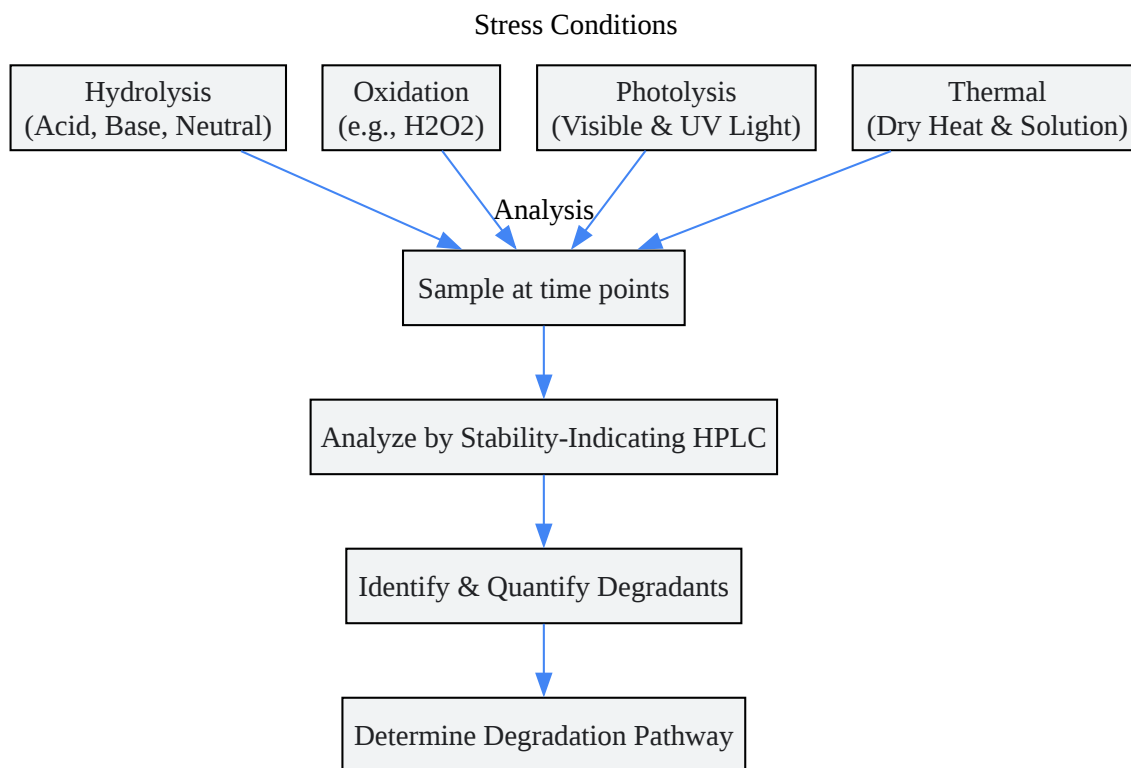 Stress Conditions
Hydrolysis
(Acid, Base, Neutral)
Oxidation
(e.g., H2O2)
Photolysis
(Visible & UV Light)
Thermal
(Dry Heat & Solution)
Analysis
Sample at time points
Analyze by Stability-Indicating HPLC
Identify & Quantify Degradants
Determine Degradation Pathway